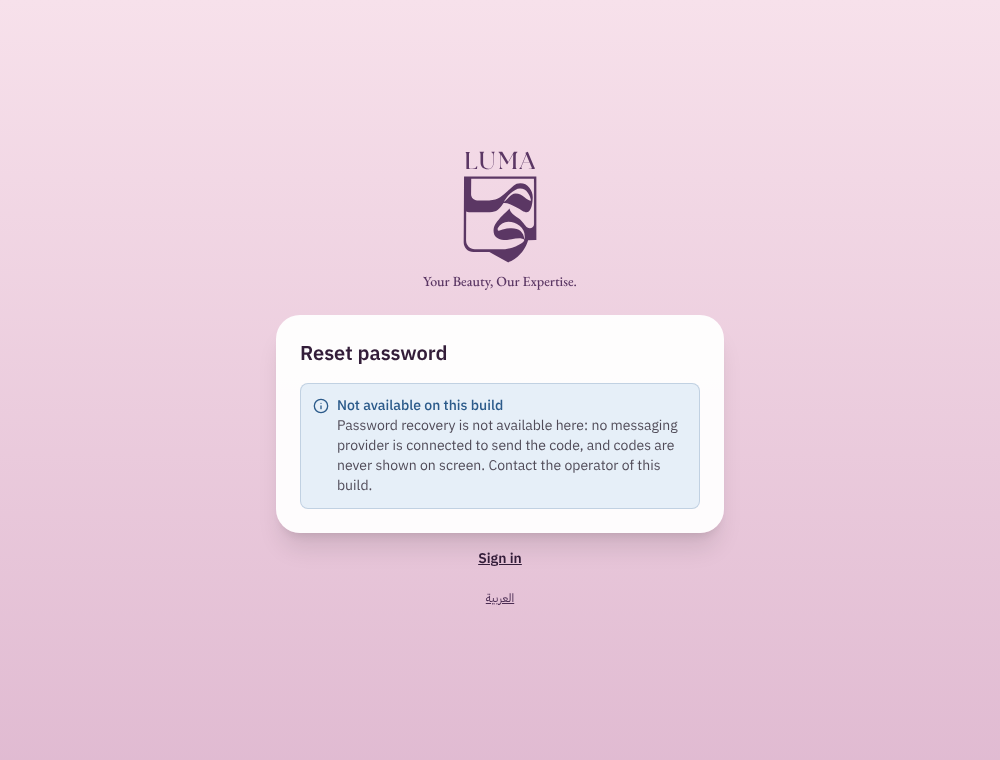 LUMA
Your Beauty, Our Expertise.
Reset password
Not available on this build
Password recovery is not available here: no messaging
provider is connected to send the code, and codes are
never shown on screen. Contact the operator of this
build.
Sign in
العربية